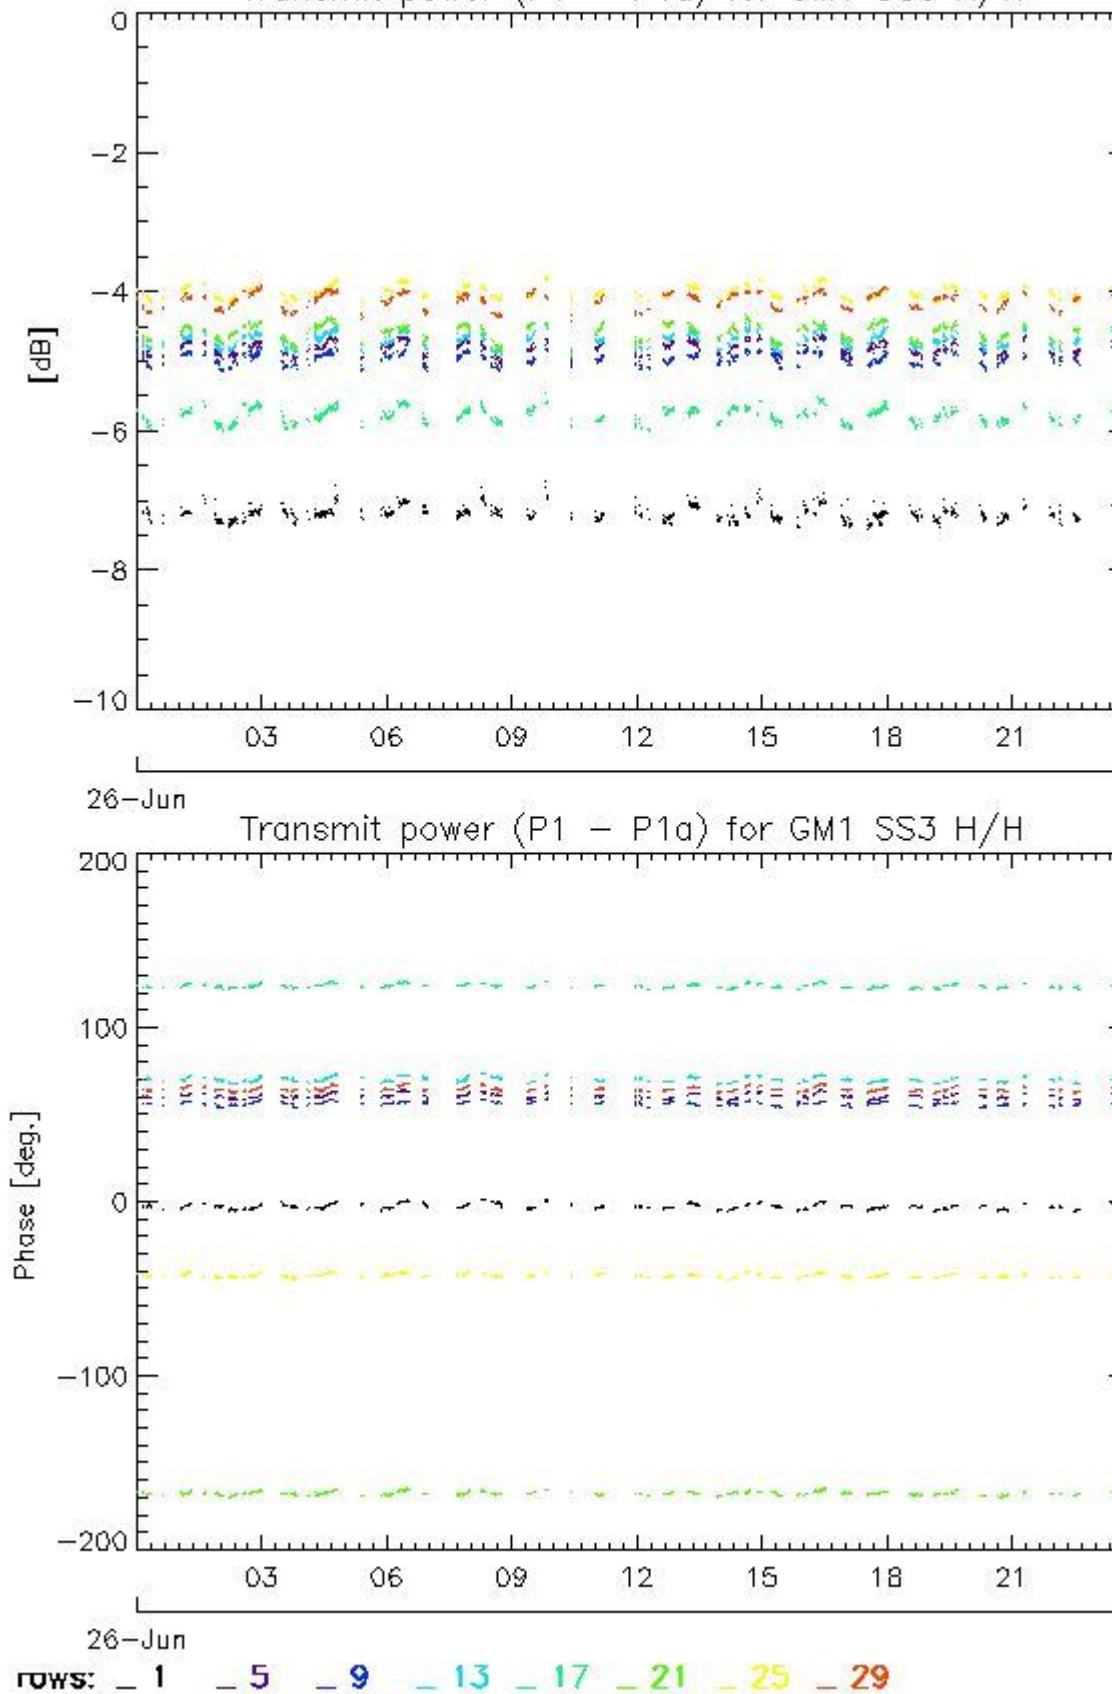 0
−2
−4
−6
−8
−10
[dB]
03 06 09 12 15 18 21
26−Jun
Transmit power (P1 − P1a) for GM1 SS3 H/H
200
100
0
−100
−200
Phase [deg.]
03 06 09 12 15 18 21
26−Jun
rows: _ 1 _ 5 _ 9 _ 13 _ 17 _ 21 _ 25 _ 29